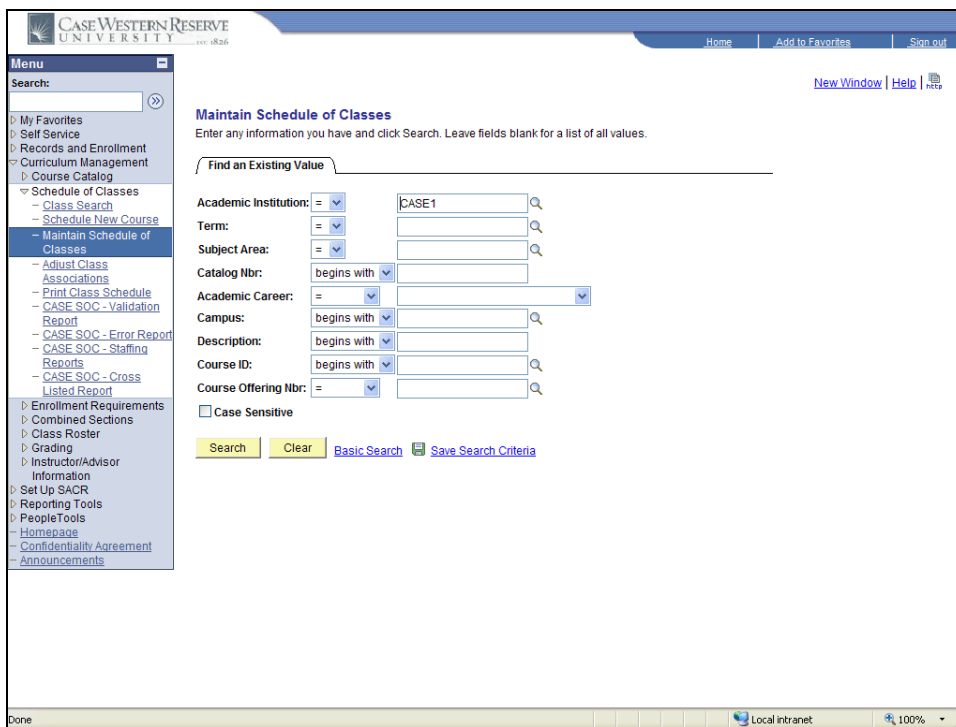 CASE WESTERN RESERVE
UNIVERSITY EST. 1826
Home Add to Favorites Sign out
Menu
Search:
My Favorites
Self Service
Records and Enrollment
Curriculum Management
Course Catalog
Schedule of Classes
Class Search
Schedule New Course
Maintain Schedule of
Classes
Adjust Class
Associations
Print Class Schedule
CASE SOC - Validation
Report
CASE SOC - Error Report
CASE SOC - Staffing
Reports
CASE SOC - Cross
Listed Report
Enrollment Requirements
Combined Sections
Class Roster
Grading
Instructor/Advisor
Information
Set Up SACR
Reporting Tools
PeopleTools
Homepage
Confidentiality Agreement
Announcements
New Window | Help | http
Maintain Schedule of Classes
Enter any information you have and click Search. Leave fields blank for a list of all values.
Find an Existing Value
Academic Institution: = CASE1
Term: =
Subject Area: =
Catalog Nbr: begins with
Academic Career: =
Campus: begins with
Description: begins with
Course ID: begins with
Course Offering Nbr: =
Case Sensitive
Search Clear Basic Search Save Search Criteria
Done Local intranet 100%